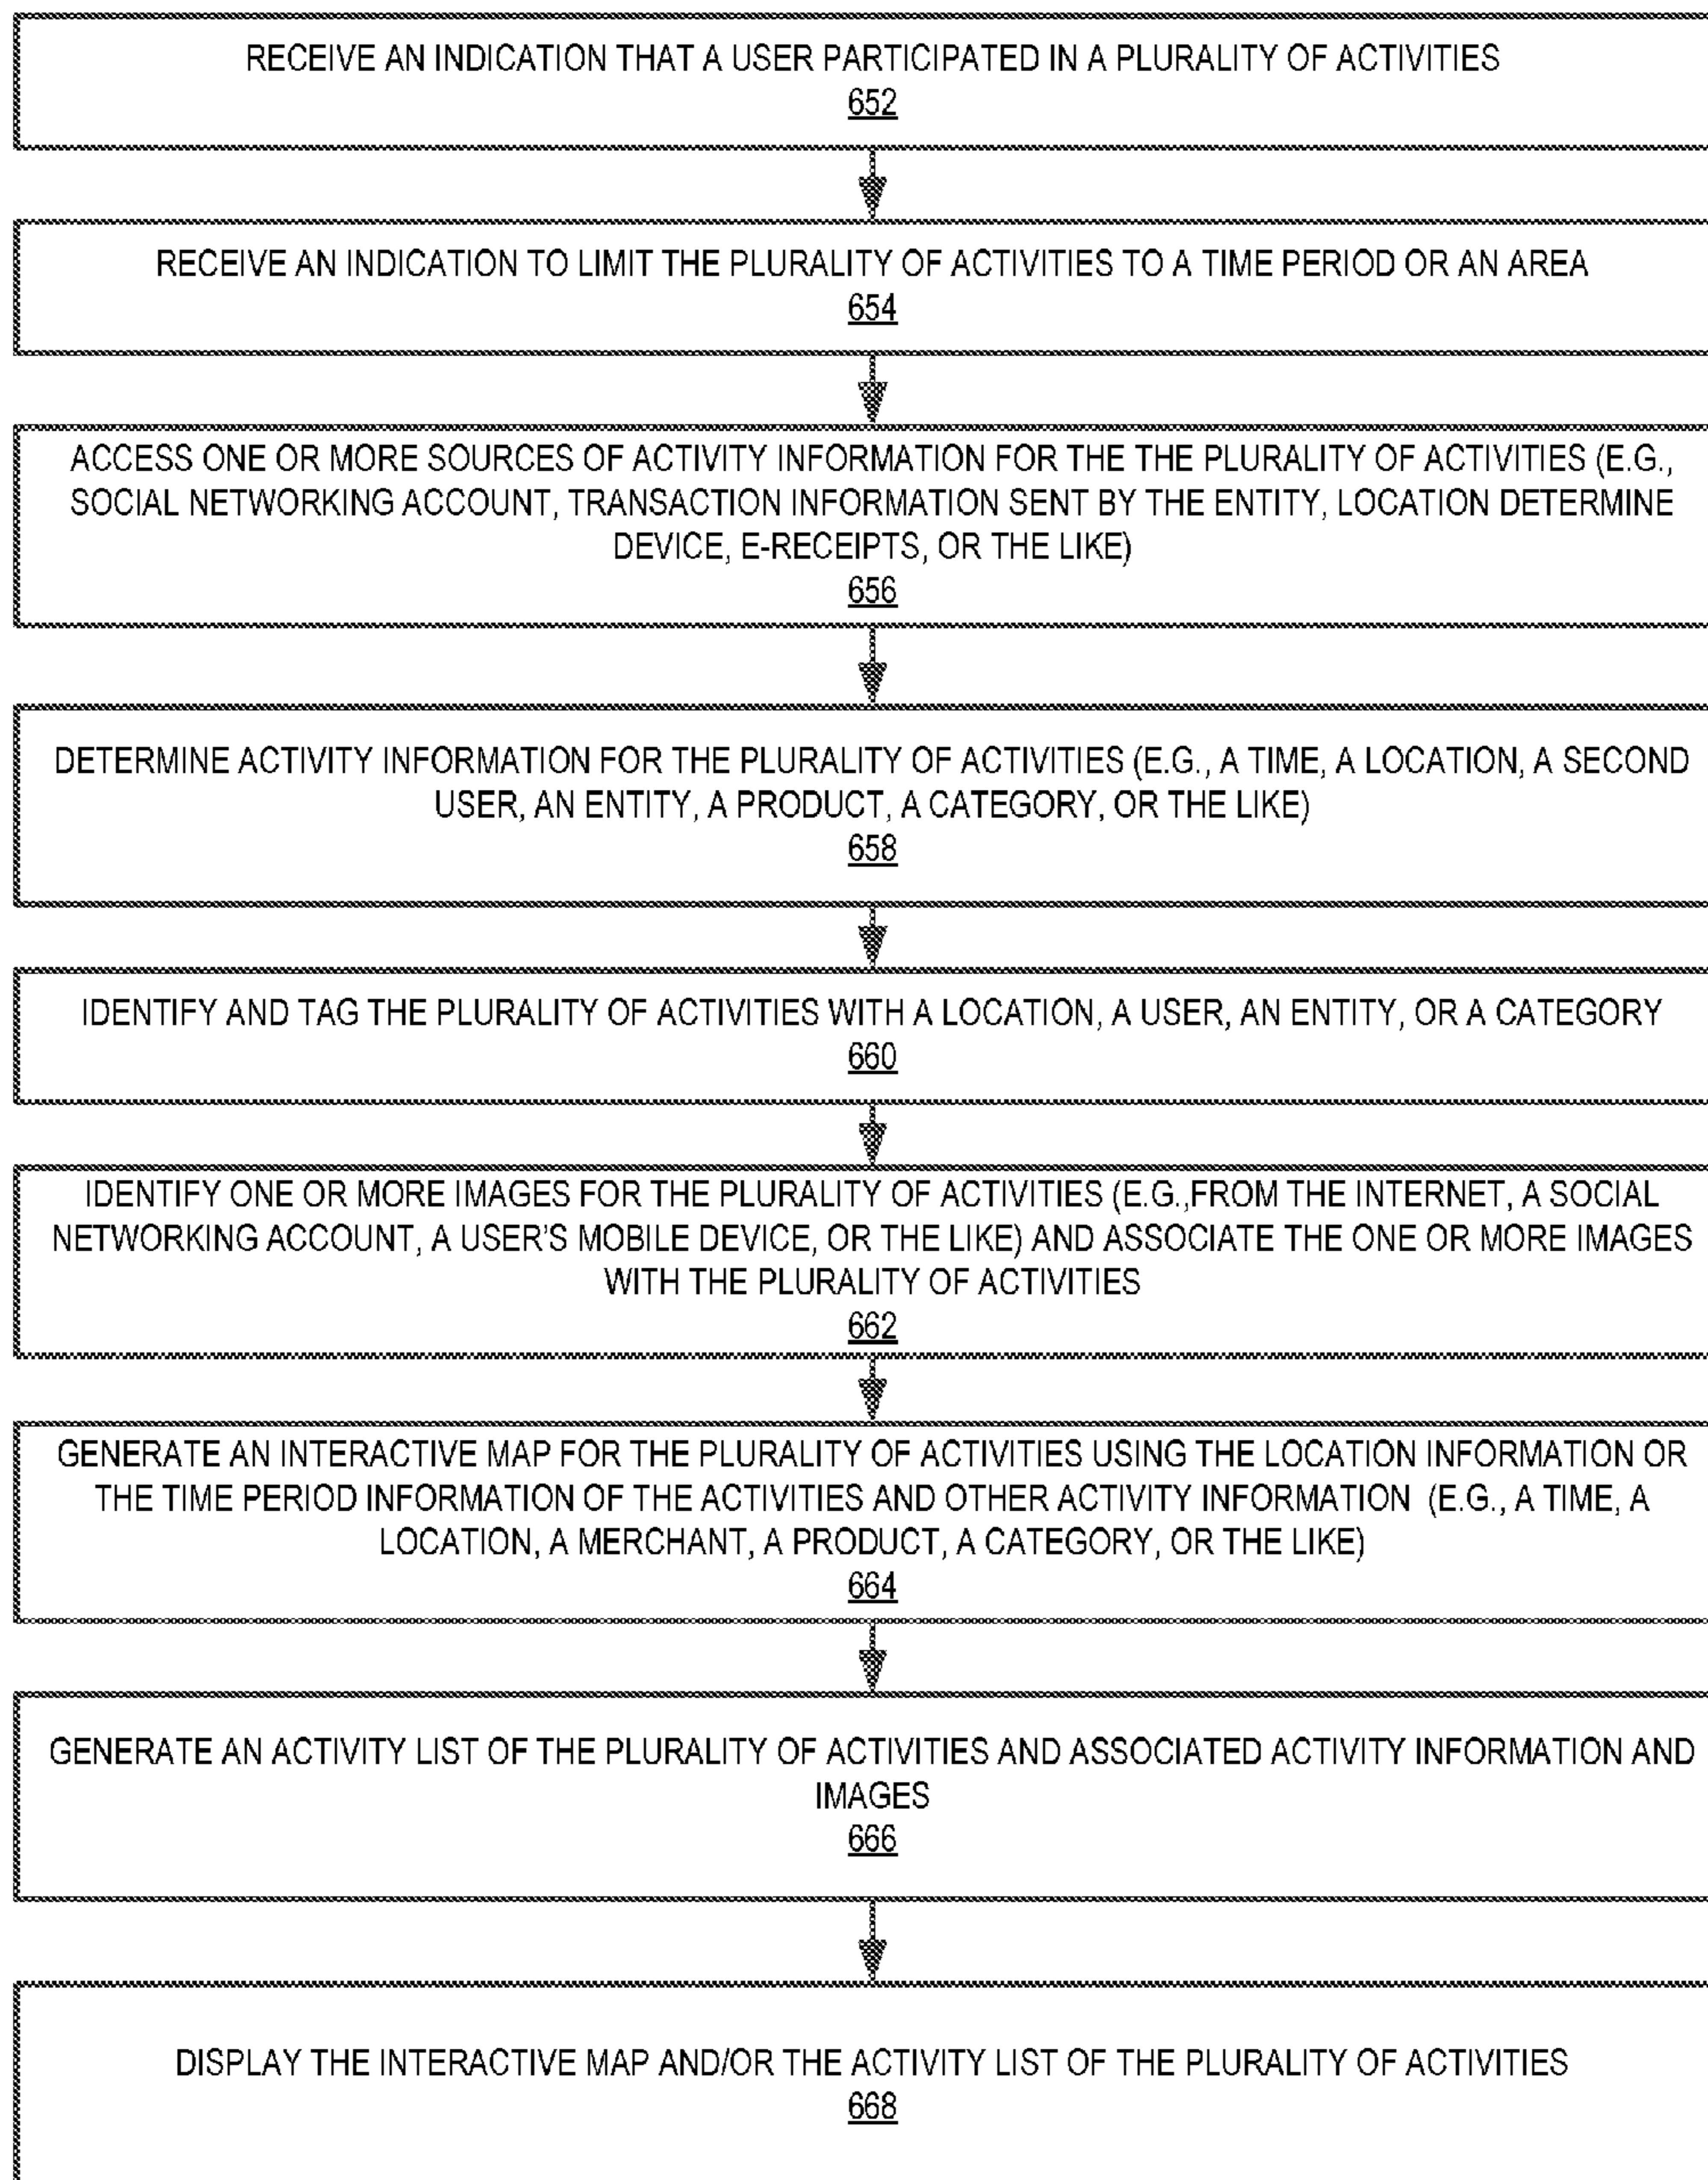 RECEIVE AN INDICATION THAT A USER PARTICIPATED IN A PLURALITY OF ACTIVITIES
652
RECEIVE AN INDICATION TO LIMIT THE PLURALITY OF ACTIVITIES TO A TIME PERIOD OR AN AREA
654
ACCESS ONE OR MORE SOURCES OF ACTIVITY INFORMATION FOR THE THE PLURALITY OF ACTIVITIES (E.G.,
SOCIAL NETWORKING ACCOUNT, TRANSACTION INFORMATION SENT BY THE ENTITY, LOCATION DETERMINE
DEVICE, E-RECEIPTS, OR THE LIKE)
656
DETERMINE ACTIVITY INFORMATION FOR THE PLURALITY OF ACTIVITIES (E.G., A TIME, A LOCATION, A SECOND
USER, AN ENTITY, A PRODUCT, A CATEGORY, OR THE LIKE)
658
IDENTIFY AND TAG THE PLURALITY OF ACTIVITIES WITH A LOCATION, A USER, AN ENTITY, OR A CATEGORY
660
IDENTIFY ONE OR MORE IMAGES FOR THE PLURALITY OF ACTIVITIES (E.G.,FROM THE INTERNET, A SOCIAL
NETWORKING ACCOUNT, A USER'S MOBILE DEVICE, OR THE LIKE) AND ASSOCIATE THE ONE OR MORE IMAGES
WITH THE PLURALITY OF ACTIVITIES
662
GENERATE AN INTERACTIVE MAP FOR THE PLURALITY OF ACTIVITIES USING THE LOCATION INFORMATION OR
THE TIME PERIOD INFORMATION OF THE ACTIVITIES AND OTHER ACTIVITY INFORMATION (E.G., A TIME, A
LOCATION, A MERCHANT, A PRODUCT, A CATEGORY, OR THE LIKE)
664
GENERATE AN ACTIVITY LIST OF THE PLURALITY OF ACTIVITIES AND ASSOCIATED ACTIVITY INFORMATION AND
IMAGES
666
DISPLAY THE INTERACTIVE MAP AND/OR THE ACTIVITY LIST OF THE PLURALITY OF ACTIVITIES
668